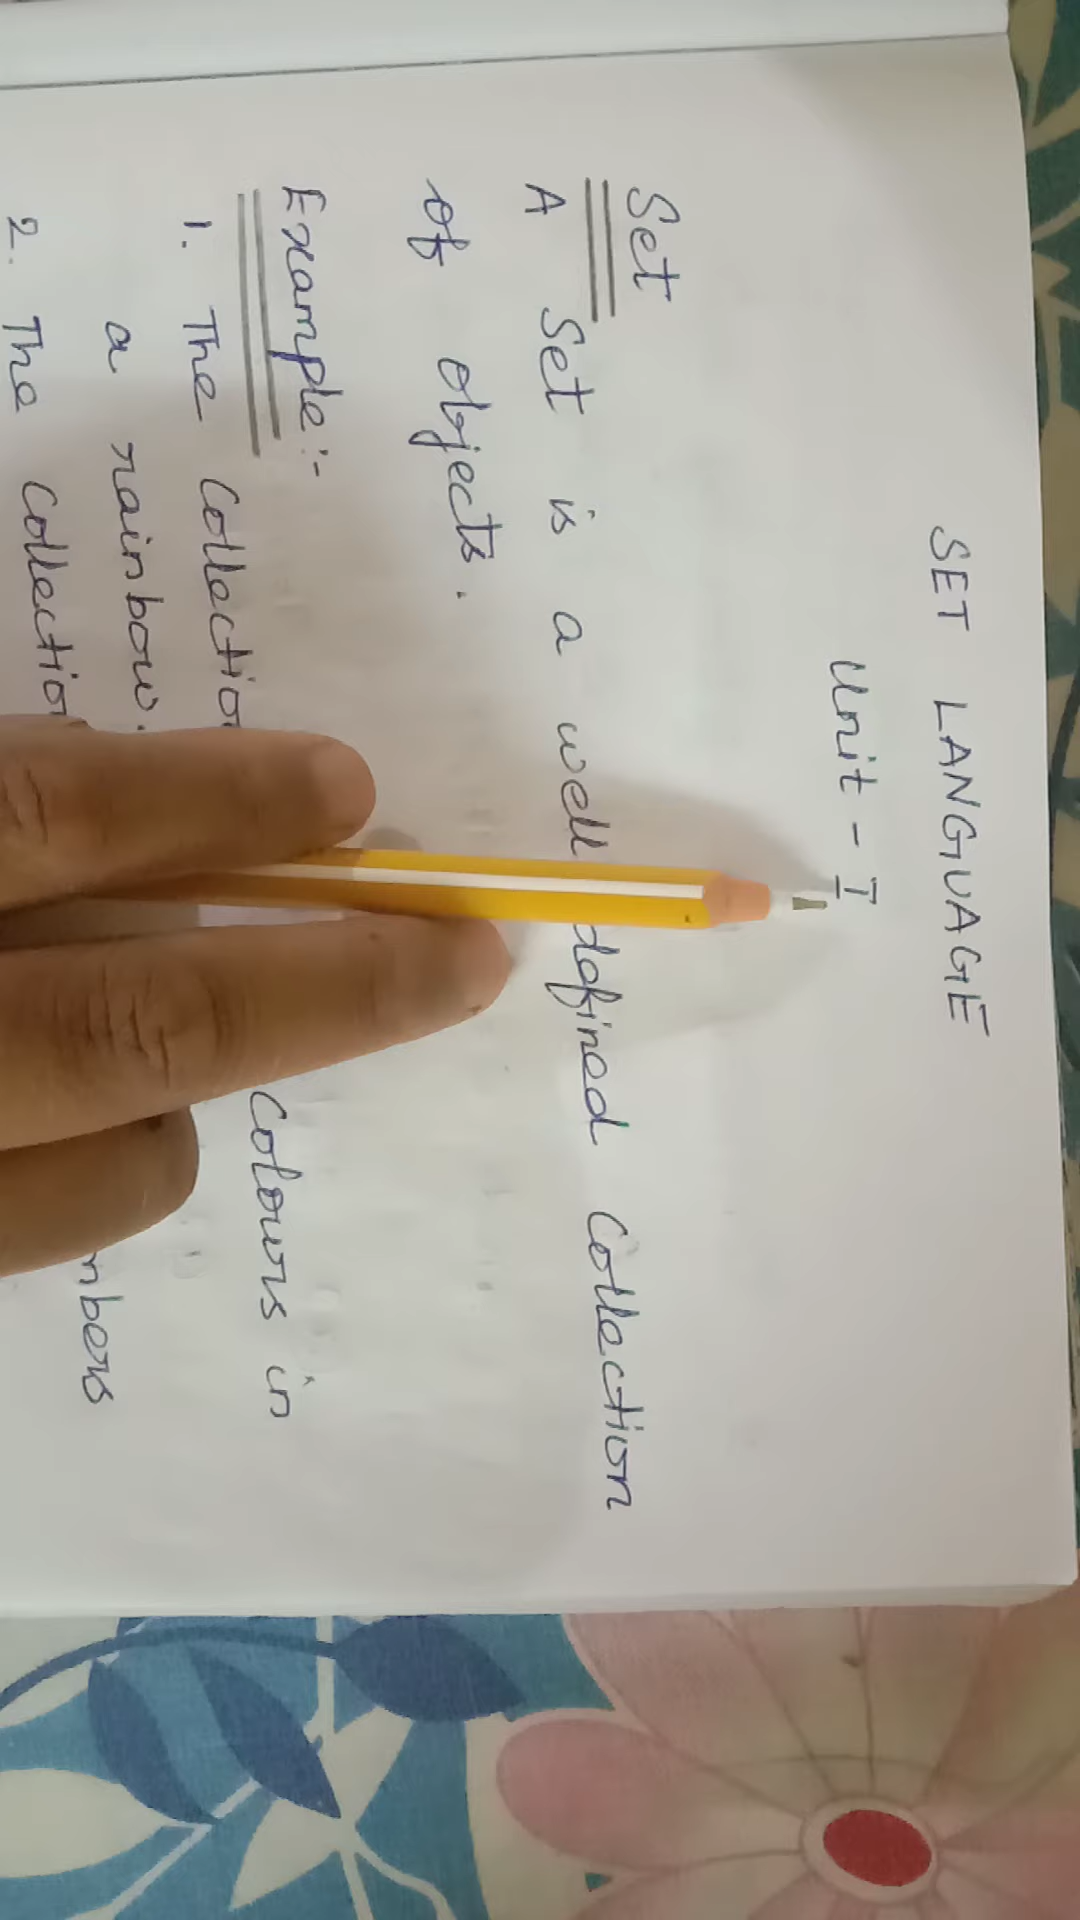 SET LANGUAGE
Unit - I
Set
A Set is a well defined Collection
of objects.
Example:-
1. The Colours in
a rainbow.
2. The